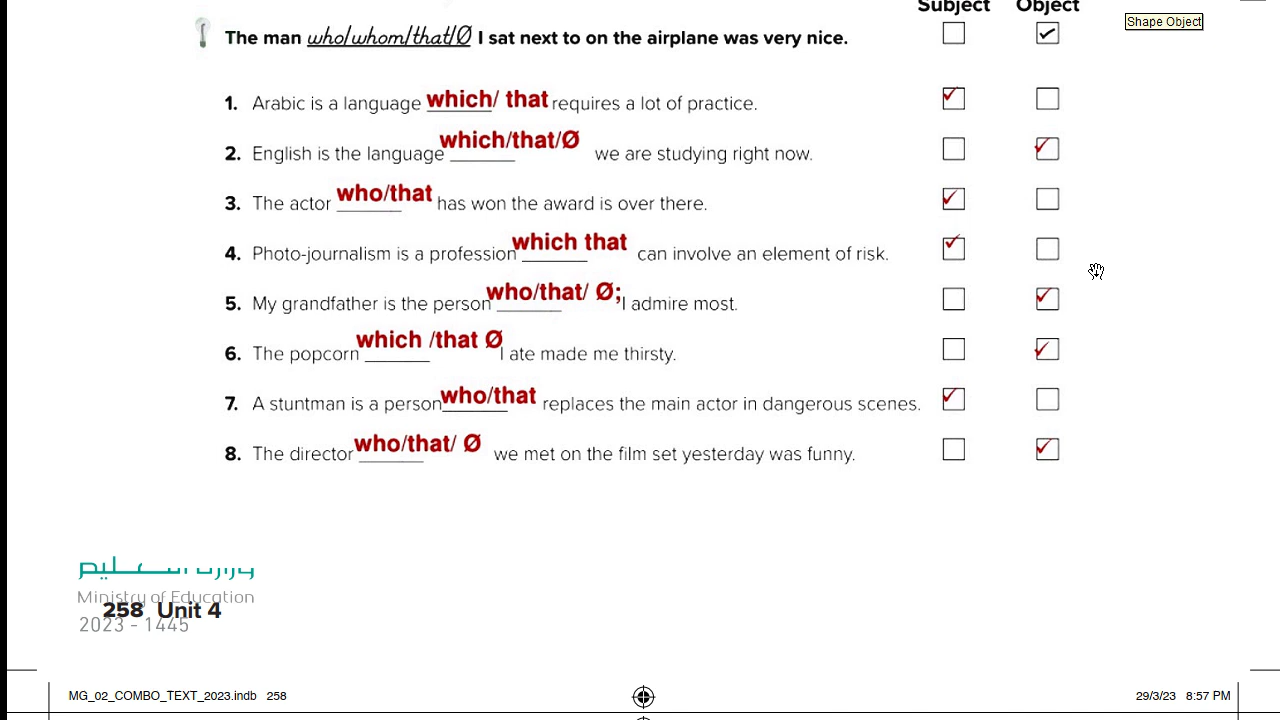 Subject Object
Shape Object
The man who/whom/that/Ø I sat next to on the airplane was very nice.
1. Arabic is a language which/ that requires a lot of practice.
2. English is the language which/that/Ø we are studying right now.
3. The actor who/that has won the award is over there.
4. Photo-journalism is a profession which that can involve an element of risk.
5. My grandfather is the person who/that/ Ø; I admire most.
6. The popcorn which /that Ø I ate made me thirsty.
7. A stuntman is a person who/that replaces the main actor in dangerous scenes.
8. The director who/that/ Ø we met on the film set yesterday was funny.
وزارة التعليم
Ministry of Education
258 Unit 4
2023 - 1445
MG_02_COMBO_TEXT_2023.indb 258
29/3/23 8:57 PM